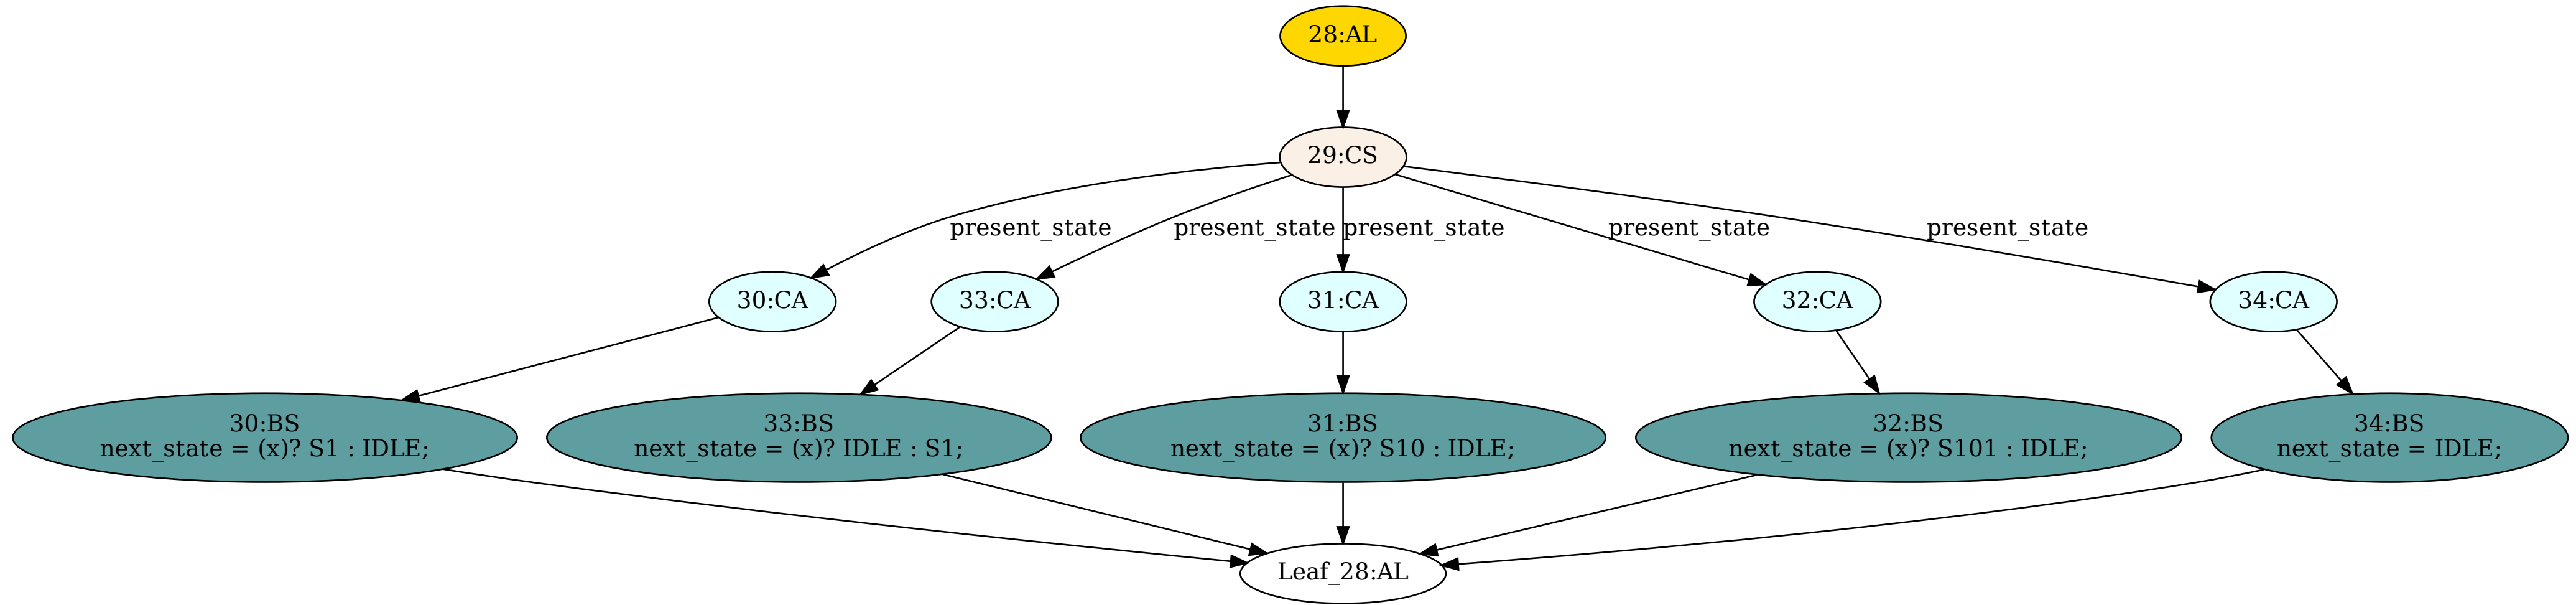 28:AL
29:CS
present_state
present_state
present_state
present_state
present_state
30:CA
33:CA
31:CA
32:CA
34:CA
30:BS
next_state = (x)? S1 : IDLE;
33:BS
next_state = (x)? IDLE : S1;
31:BS
next_state = (x)? S10 : IDLE;
32:BS
next_state = (x)? S101 : IDLE;
34:BS
next_state = IDLE;
Leaf_28:AL